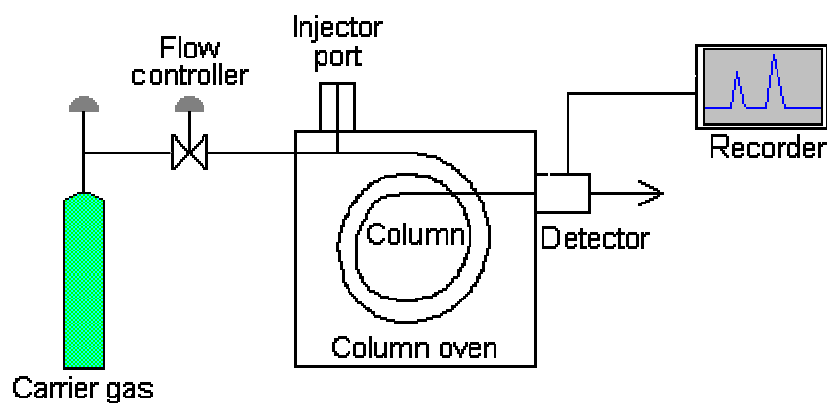 Injector
port
Flow
controller
Recorder
Column
Detector
Column oven
Carrier gas